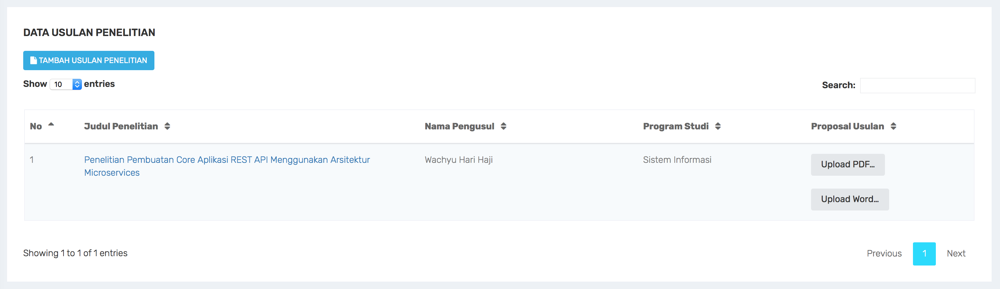 DATA USULAN PENELITIAN
TAMBAH USULAN PENELITIAN
Show 10 entries
Search:
No Judul Penelitian Nama Pengusul Program Studi Proposal Usulan
1 Penelitian Pembuatan Core Aplikasi REST API Menggunakan Arsitektur Wachyu Hari Haji Sistem Informasi Upload PDF...
Microservices
Upload Word...
Showing 1 to 1 of 1 entries
Previous 1 Next